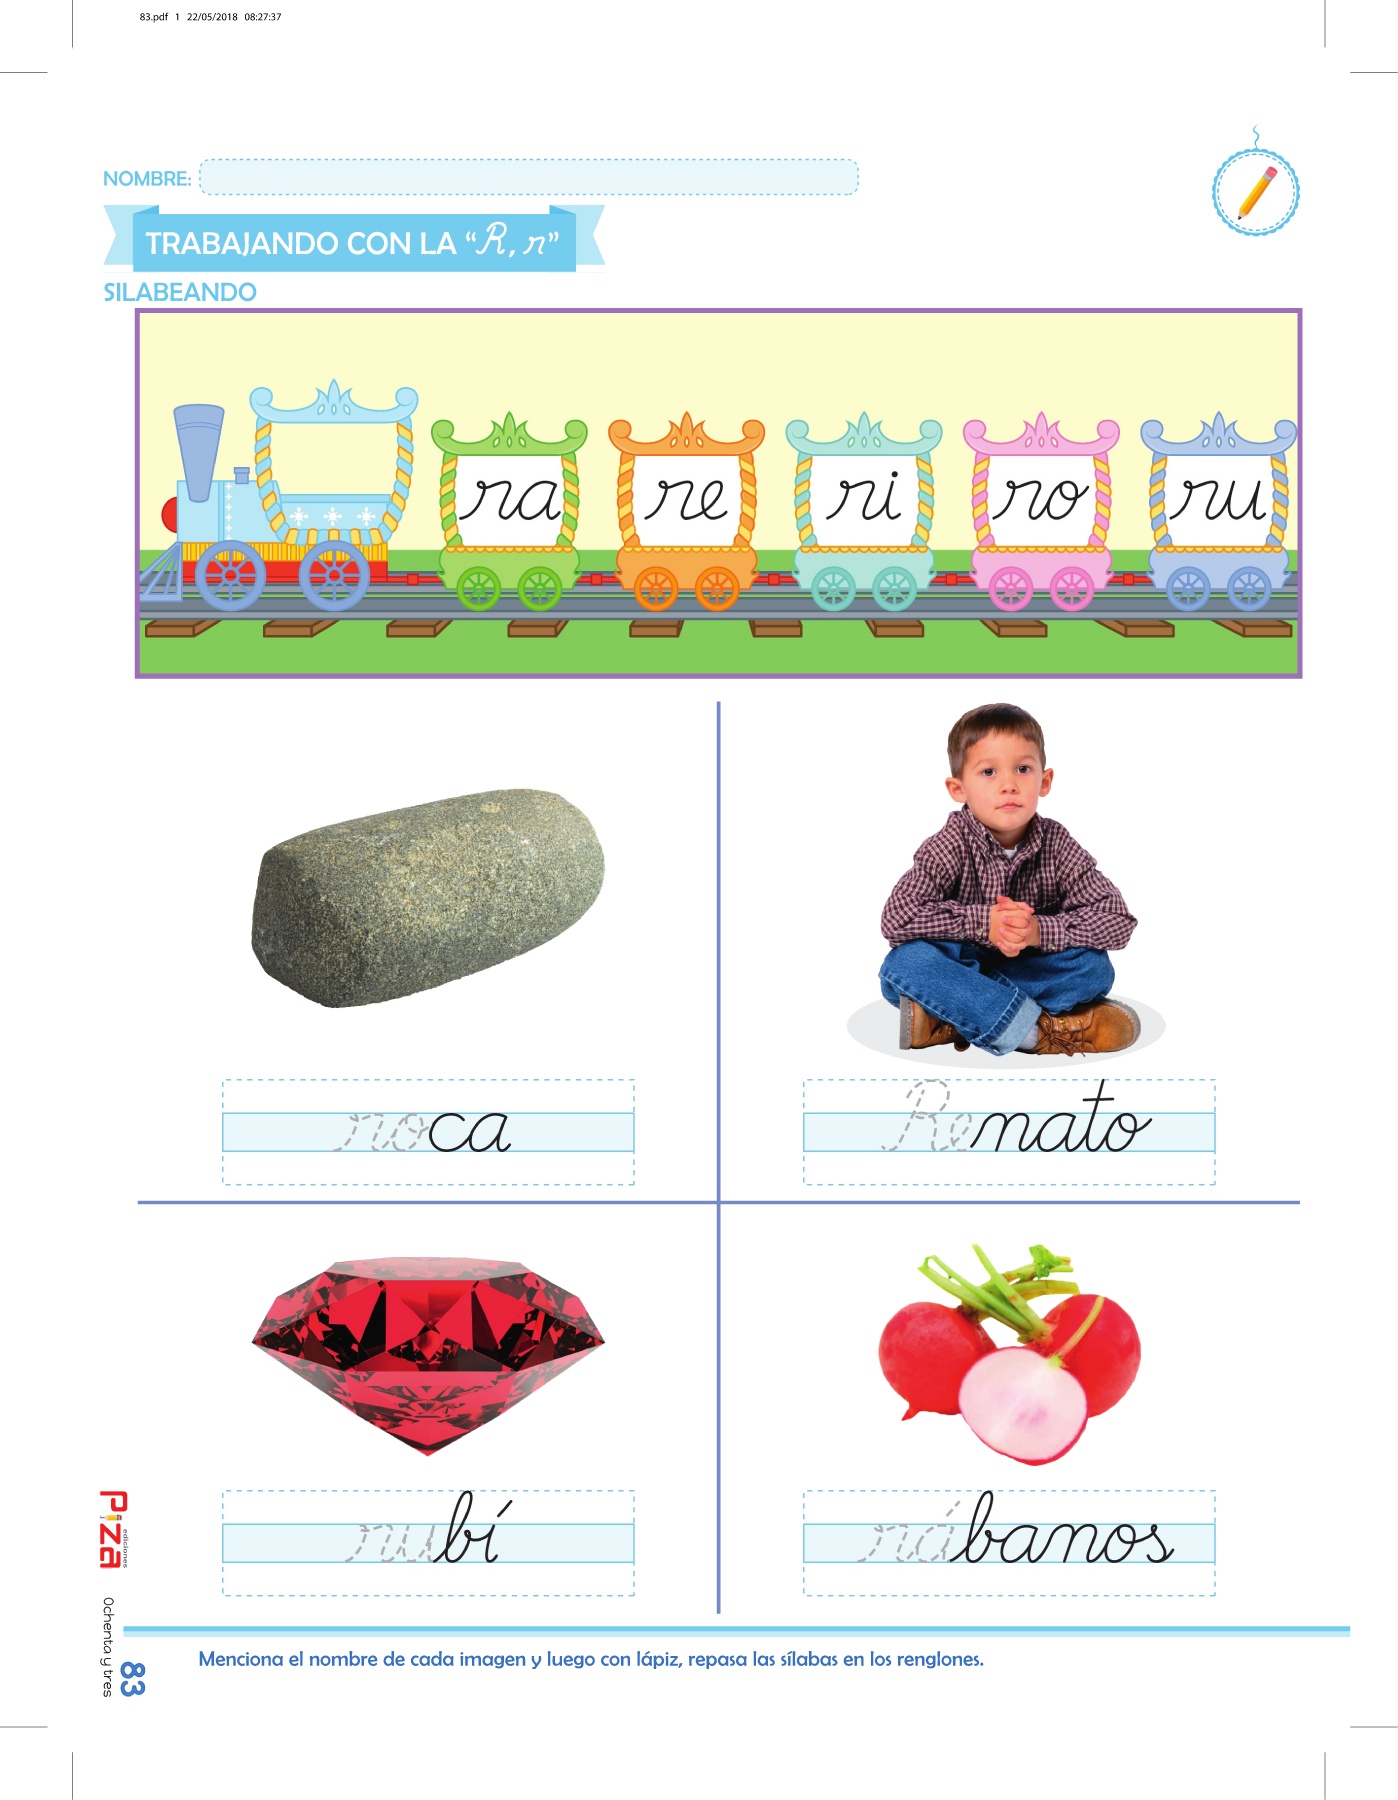 83.pdf 1 22/05/2018 08:27:37
NOMBRE:
TRABAJANDO CON LA “R, r”
SILABEANDO
ra re ri ro ru
roca
Renato
rubí
rábanos
Piza
ediciones
Ochenta y tres
83
Menciona el nombre de cada imagen y luego con lápiz, repasa las sílabas en los renglones.